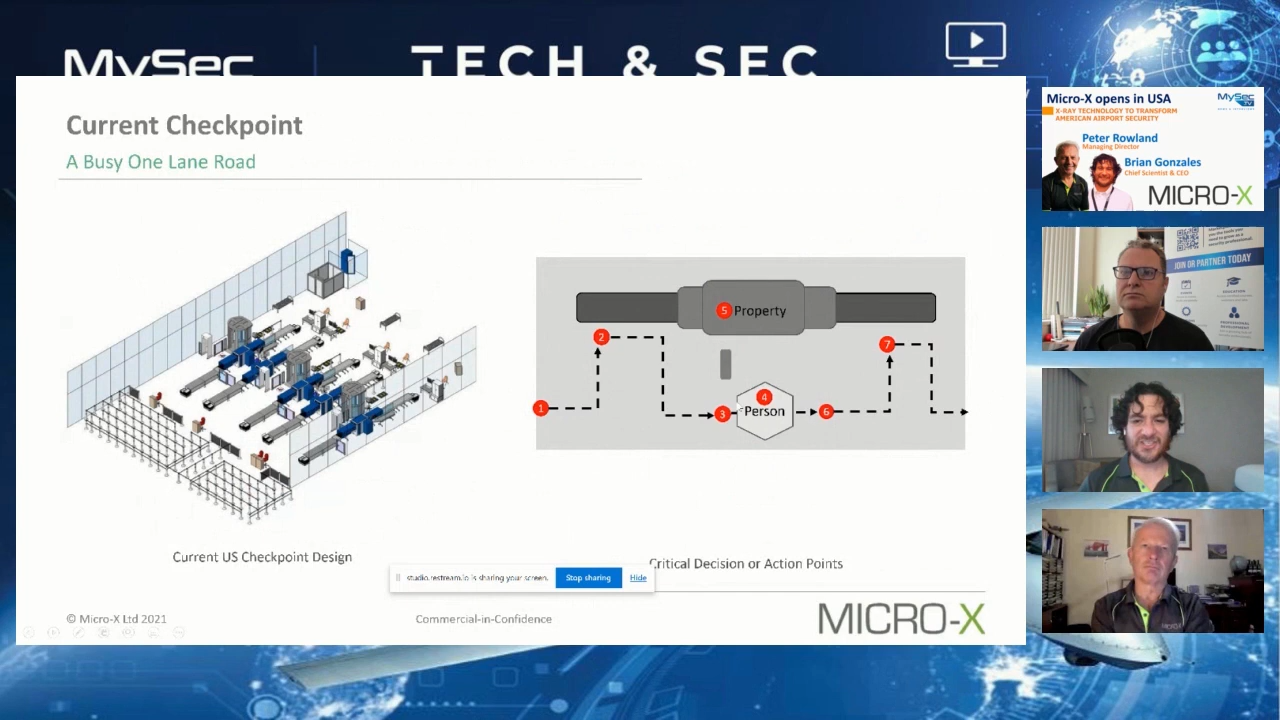 MySec
TECH & SEC
Current Checkpoint
A Busy One Lane Road
5 Property
2
7
1
3
4
Person
6
Current US Checkpoint Design
Critical Decision or Action Points
studio.restream.io is sharing your screen.
Stop sharing
Hide
© Micro-X Ltd 2021
Commercial-in-Confidence
MICRO-X
Micro-X opens in USA
MySec
TV
X-RAY TECHNOLOGY TO TRANSFORM
AMERICAN AIRPORT SECURITY
Peter Rowland
Managing Director
Brian Gonzales
Chief Scientist & CEO
MICRO-X
JOIN OR PARTNER TODAY